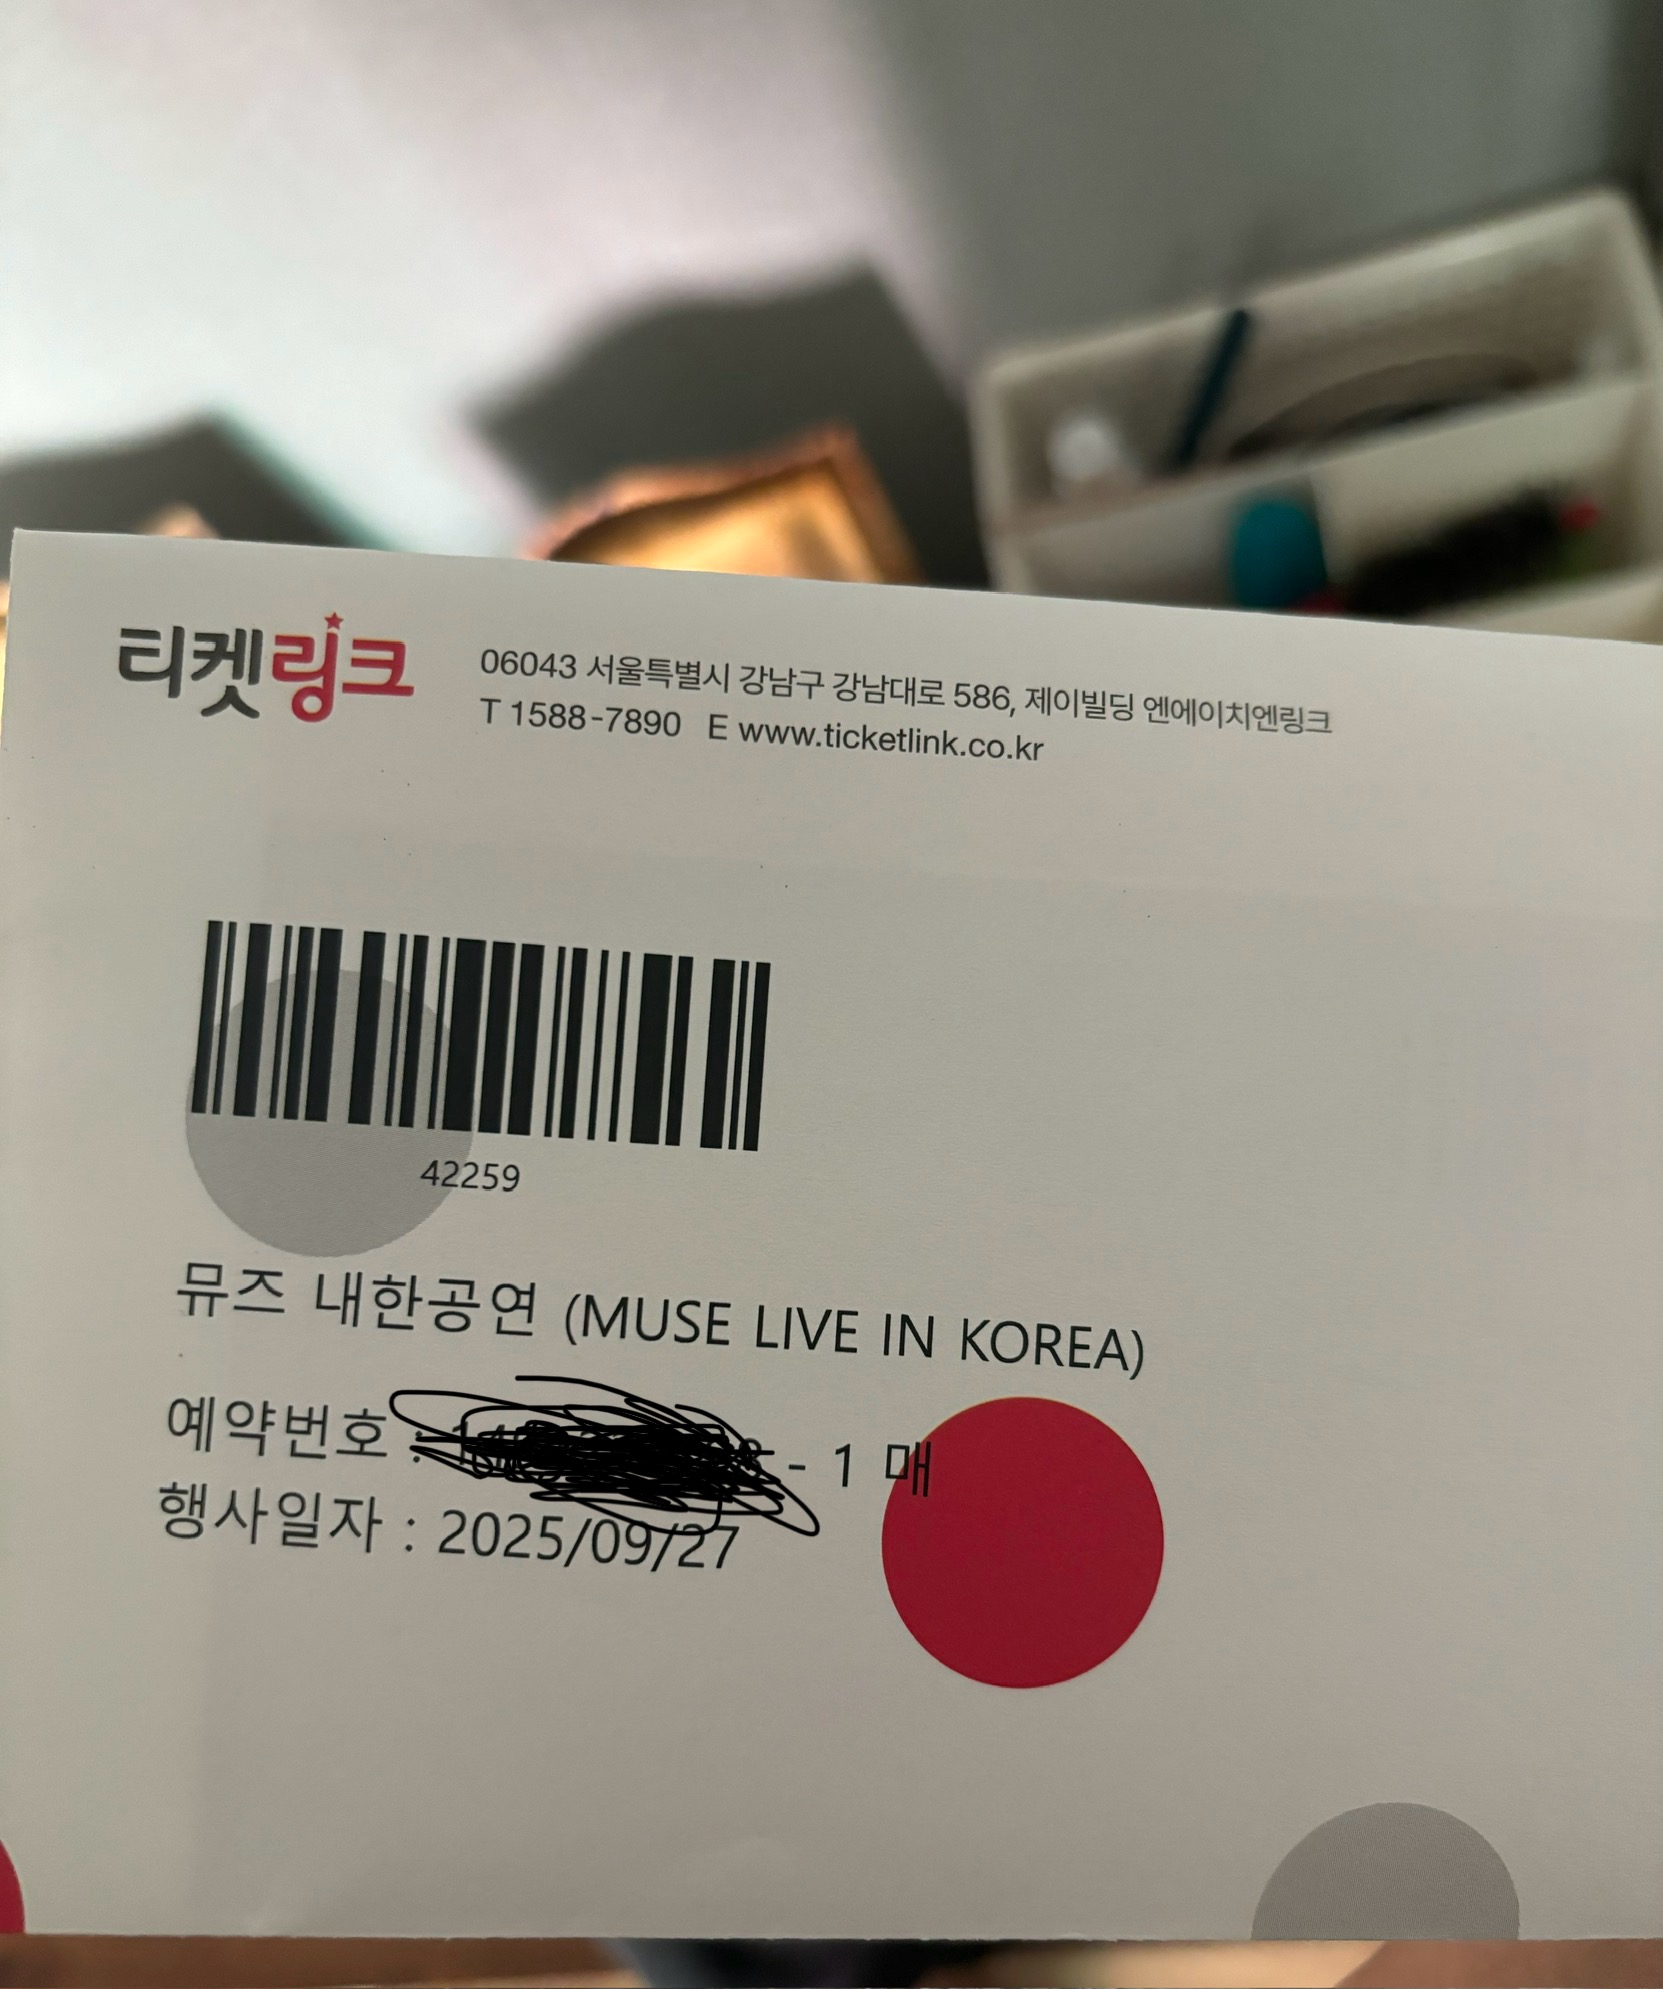 티켓링크
06043 서울특별시 강남구 강남대로 586, 제이빌딩 엔에이치엔링크
T 1588-7890 E www.ticketlink.co.kr
42259
뮤즈 내한공연 (MUSE LIVE IN KOREA)
예약번호 : - 1 매
행사일자 : 2025/09/27